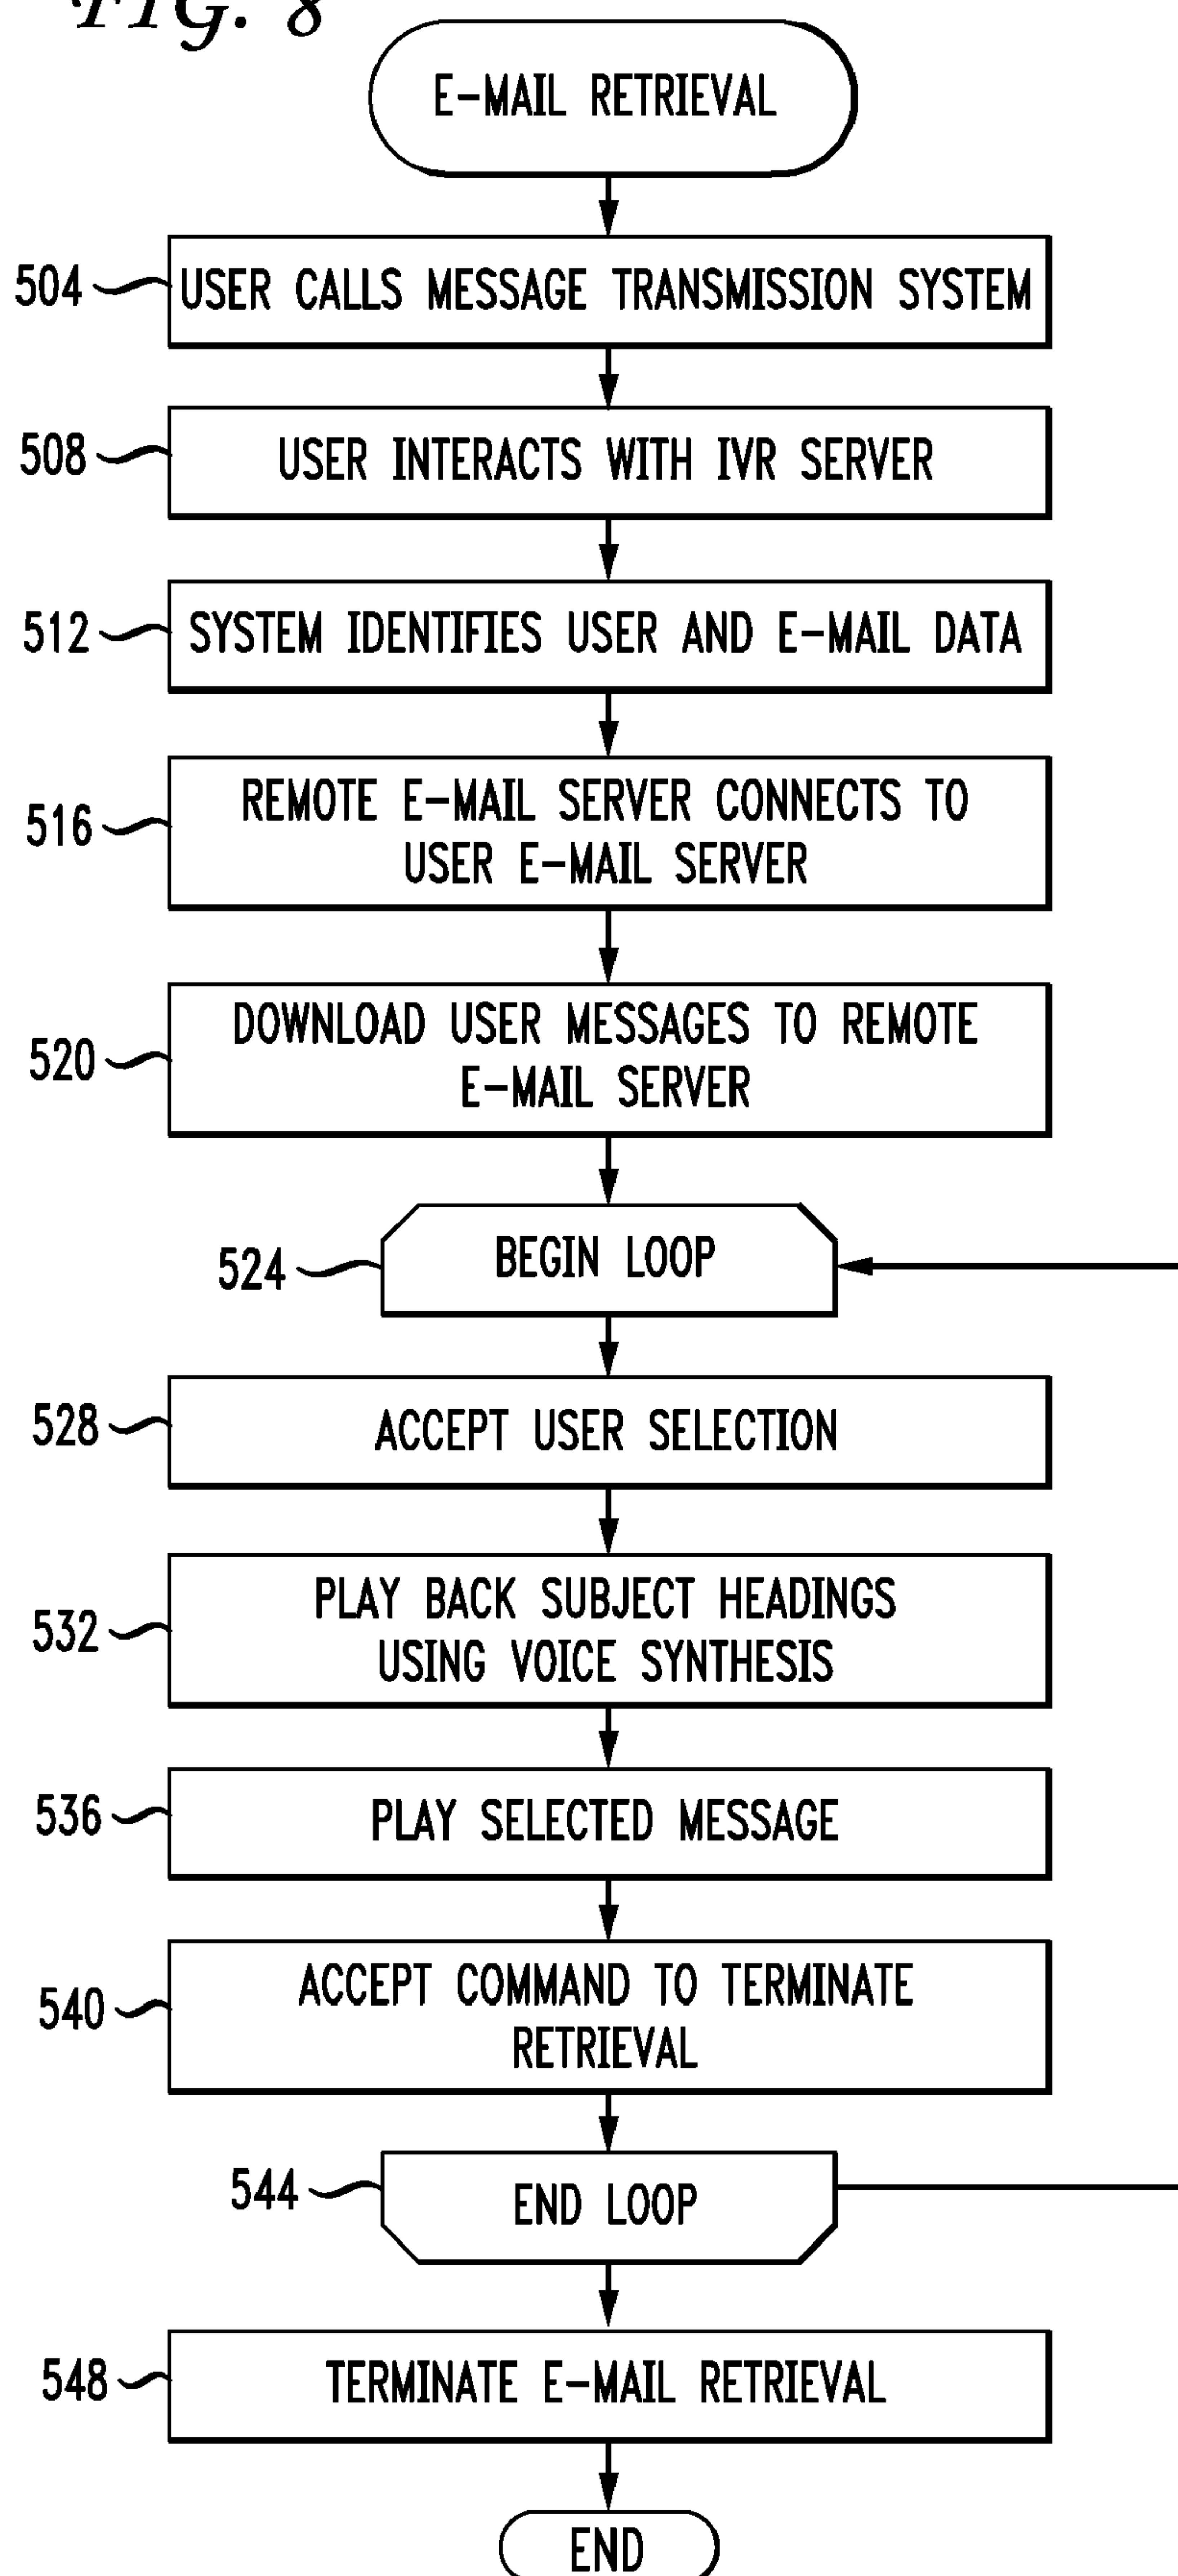 FIG. 8
E-MAIL RETRIEVAL
504
USER CALLS MESSAGE TRANSMISSION SYSTEM
508
USER INTERACTS WITH IVR SERVER
512
SYSTEM IDENTIFIES USER AND E-MAIL DATA
516
REMOTE E-MAIL SERVER CONNECTS TO
USER E-MAIL SERVER
520
DOWNLOAD USER MESSAGES TO REMOTE
E-MAIL SERVER
524
BEGIN LOOP
528
ACCEPT USER SELECTION
532
PLAY BACK SUBJECT HEADINGS
USING VOICE SYNTHESIS
536
PLAY SELECTED MESSAGE
540
ACCEPT COMMAND TO TERMINATE
RETRIEVAL
544
END LOOP
548
TERMINATE E-MAIL RETRIEVAL
END